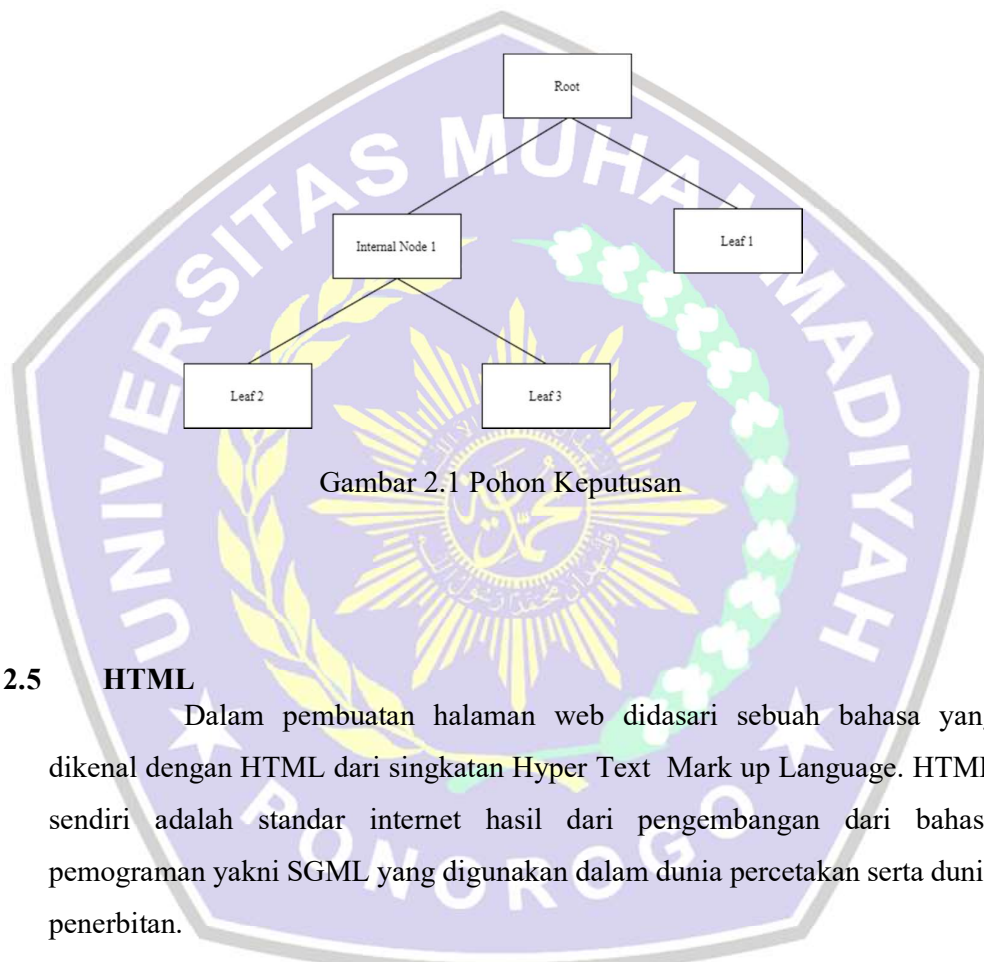 Root
Internal Node 1
Leaf 1
Leaf 2
Leaf 3
Gambar 2.1 Pohon Keputusan
UNIVERSITAS MUHAMMADIYAH
PONOROGO
2.5 HTML
Dalam pembuatan halaman web didasari sebuah bahasa yang
dikenal dengan HTML dari singkatan Hyper Text Mark up Language. HTML
sendiri adalah standar internet hasil dari pengembangan dari bahas
pemograman yakni SGML yang digunakan dalam dunia percetakan serta duni
penerbitan.